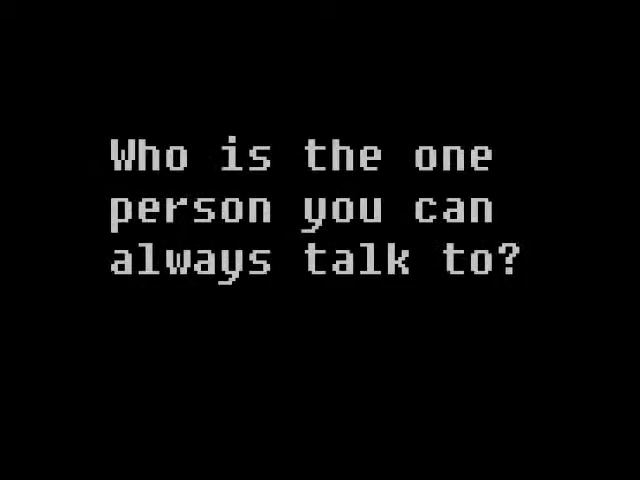 Who is the one
person you can
always talk to?